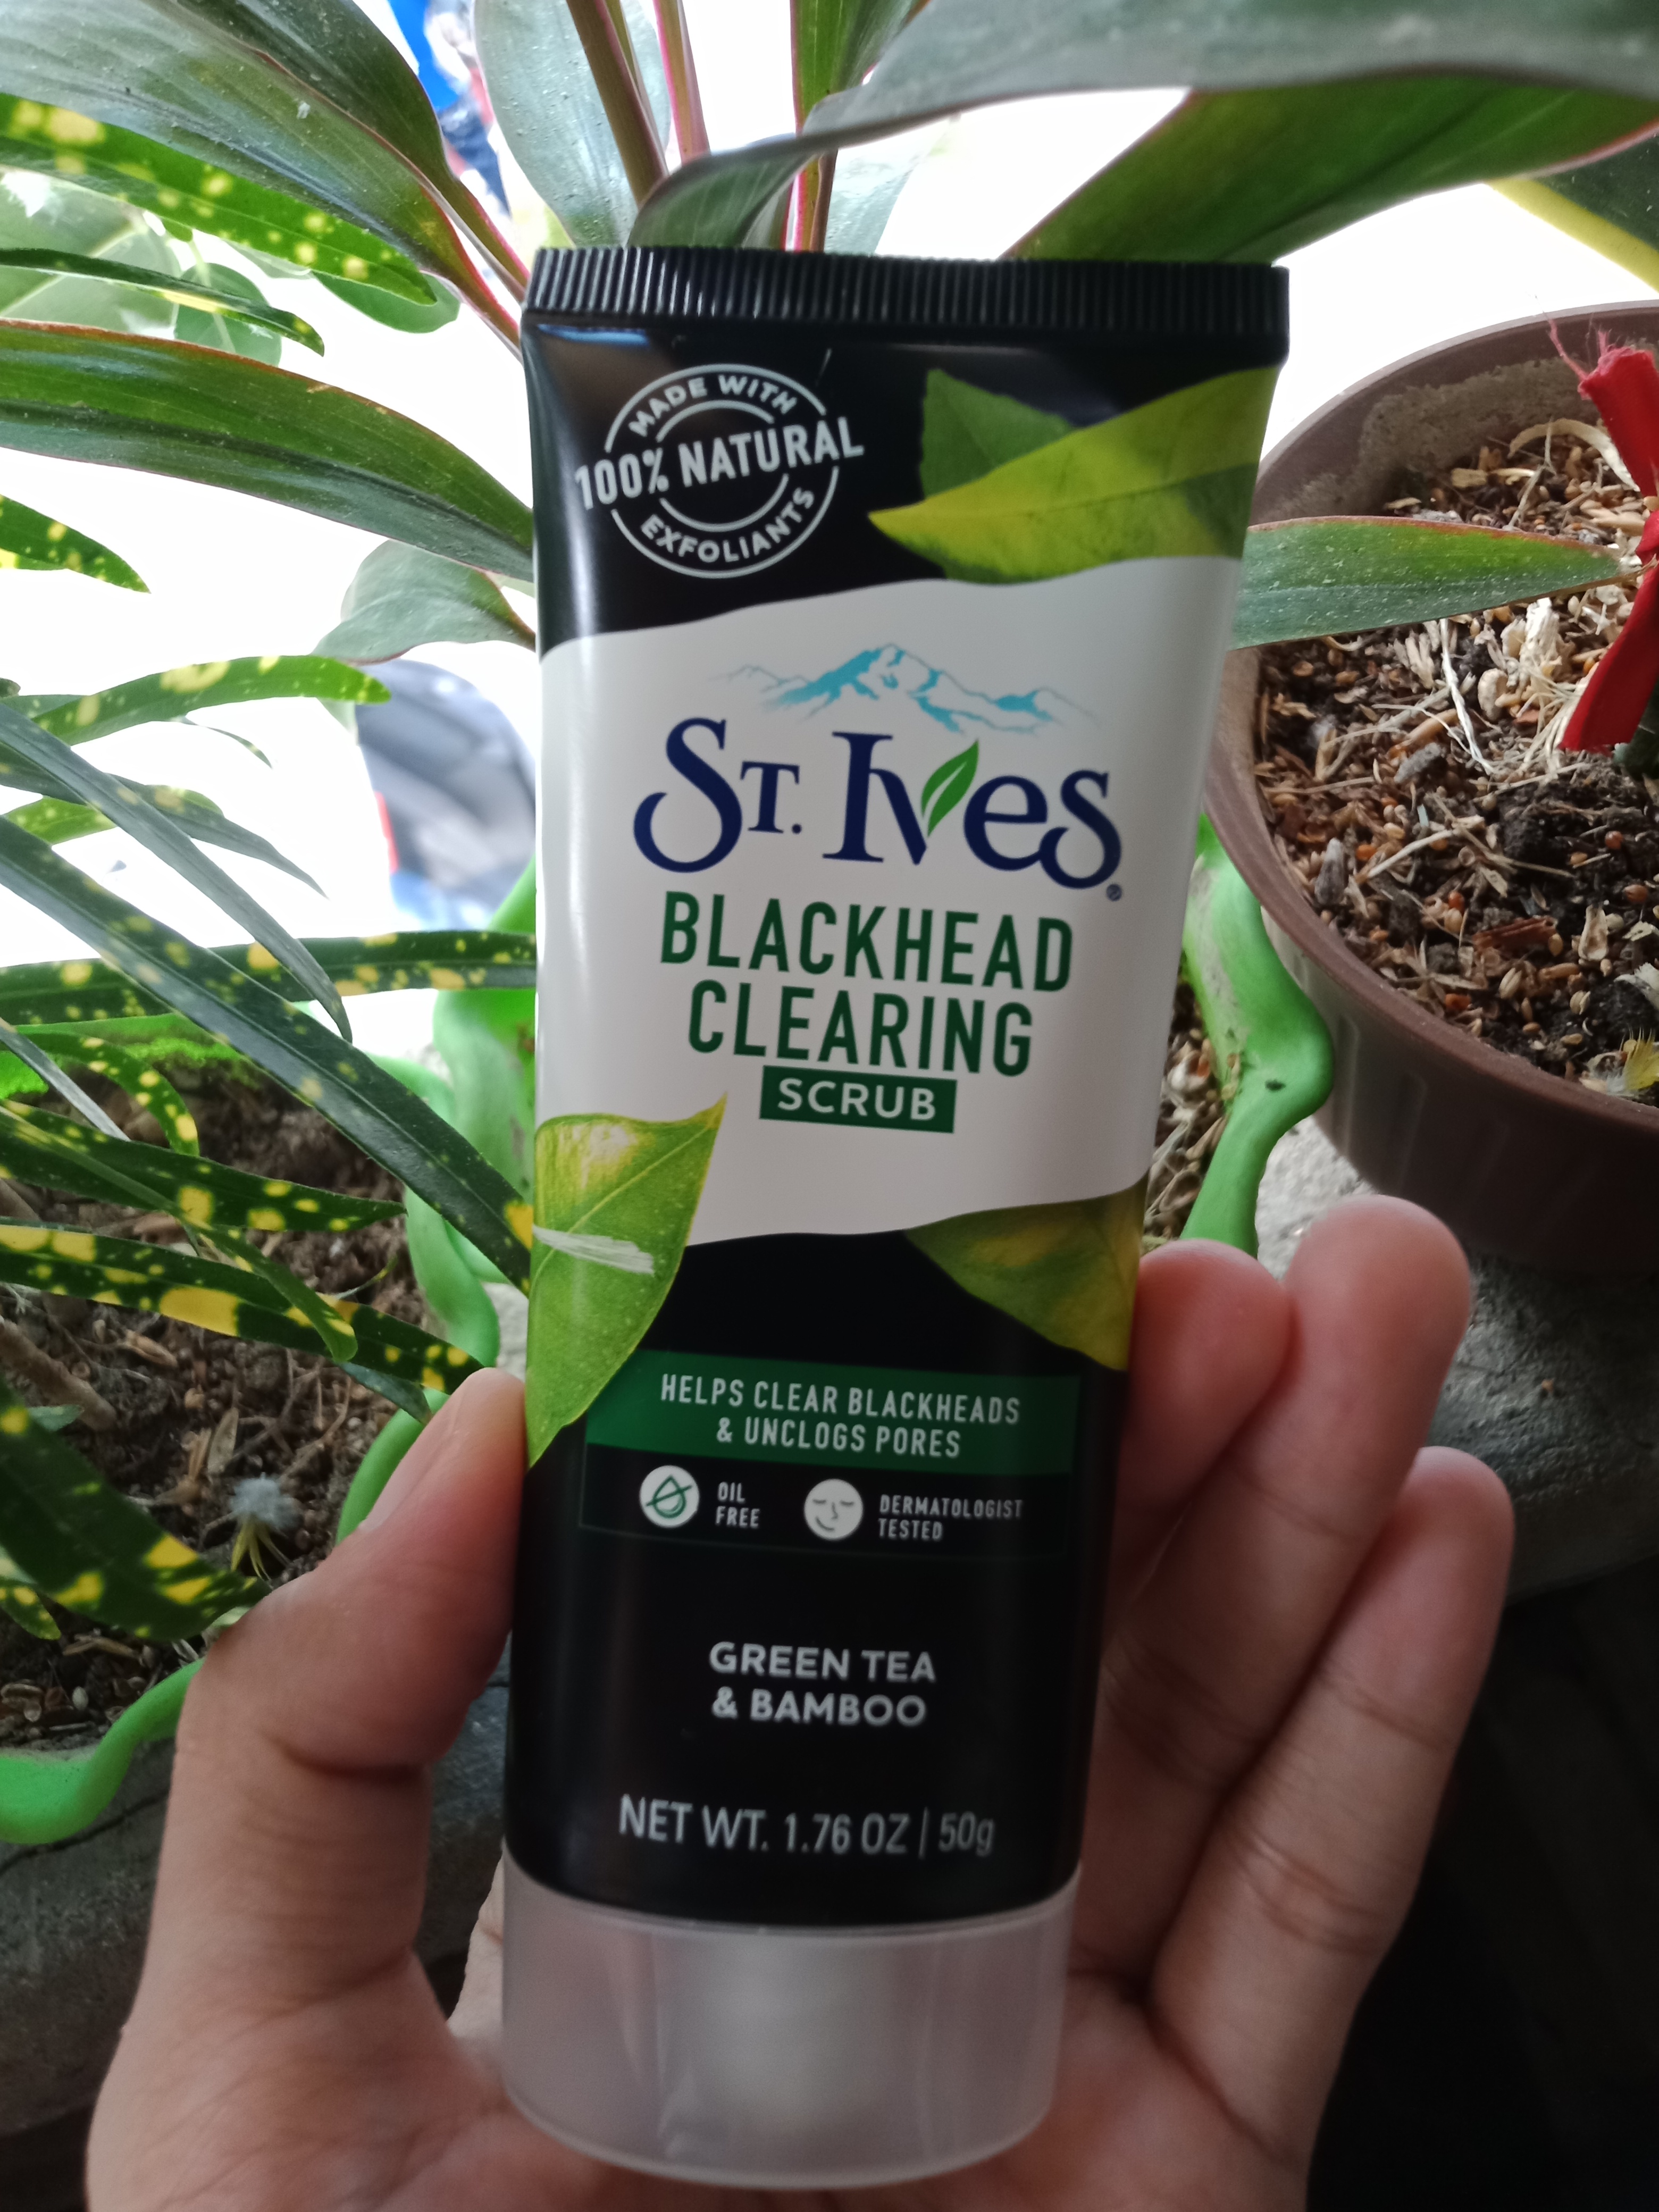 MADE WITH
100% NATURAL
EXFOLIANTS
ST. Ives®
BLACKHEAD
CLEARING
SCRUB
HELPS CLEAR BLACKHEADS
& UNCLOGS PORES
OIL
FREE
DERMATOLOGIST
TESTED
GREEN TEA
& BAMBOO
NET WT. 1.76 OZ | 50g